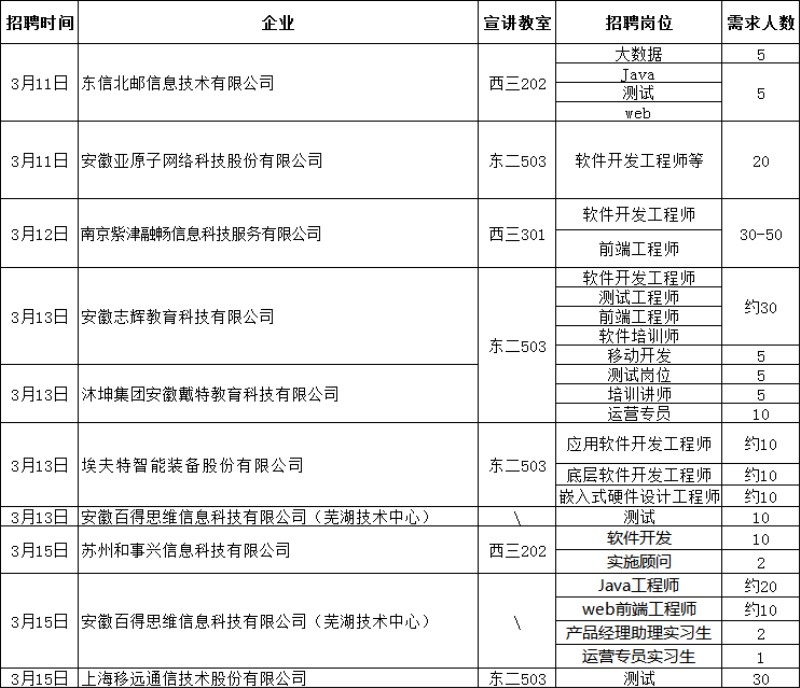 招聘时间 企业 宣讲教室 招聘岗位 需求人数
3月11日 东信北邮信息技术有限公司 西三202 大数据 5
Java 5
测试
web
3月11日 安徽亚原子网络科技股份有限公司 东二503 软件开发工程师等 20
3月12日 南京紫津融畅信息科技服务有限公司 西三301 软件开发工程师 30-50
前端工程师
3月13日 安徽志辉教育科技有限公司 东二503 软件开发工程师 约30
测试工程师
前端工程师
软件培训师
移动开发 5
3月13日 沐坤集团安徽戴特教育科技有限公司 测试岗位 5
培训讲师 5
运营专员 10
3月13日 埃夫特智能装备股份有限公司 东二503 应用软件开发工程师 约10
底层软件开发工程师 约10
嵌入式硬件设计工程师 约10
3月13日 安徽百得思维信息科技有限公司（芜湖技术中心） \ 测试 10
3月15日 苏州和事兴信息科技有限公司 西三202 软件开发 10
实施顾问 2
3月15日 安徽百得思维信息科技有限公司（芜湖技术中心） \ Java工程师 约20
web前端工程师 约10
产品经理助理实习生 2
运营专员实习生 1
3月15日 上海移远通信技术股份有限公司 东二503 测试 30